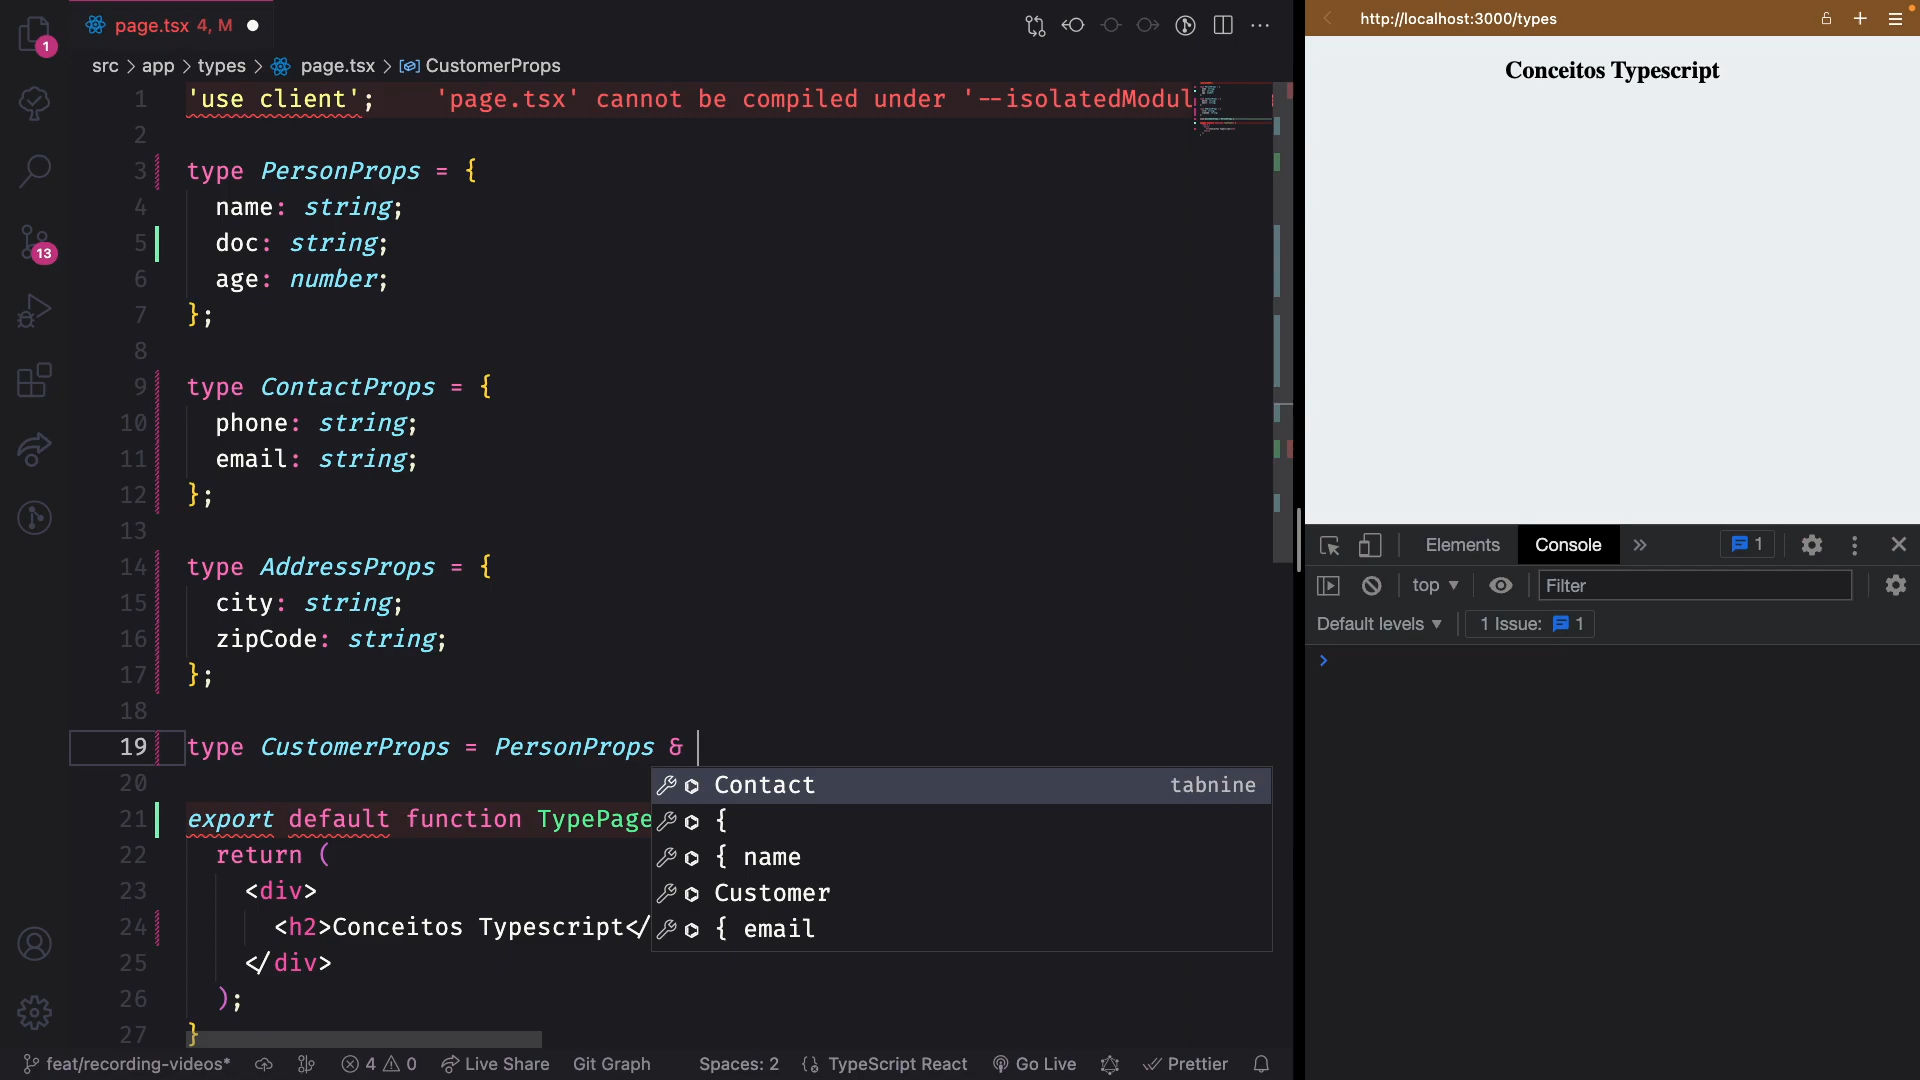 page.tsx 4, M
src > app > types > page.tsx > CustomerProps
1 'use client'; 'page.tsx' cannot be compiled under '--isolatedModul
2
3 type PersonProps = {
4 name: string;
5 doc: string;
6 age: number;
7 };
8
9 type ContactProps = {
10 phone: string;
11 email: string;
12 };
13
14 type AddressProps = {
15 city: string;
16 zipCode: string;
17 };
18
19 type CustomerProps = PersonProps &
20
21 export default function TypePage
22 return (
23 <div>
24 <h2>Conceitos Typescript</
25 </div>
26 );
27 }
Contact tabnine
{
{ name
Customer
{ email
1
13
feat/recording-videos* 4 0 Live Share Git Graph Spaces: 2 TypeScript React Go Live Prettier
http://localhost:3000/types
Conceitos Typescript
Elements Console » 1
top Filter
Default levels 1 Issue: 1